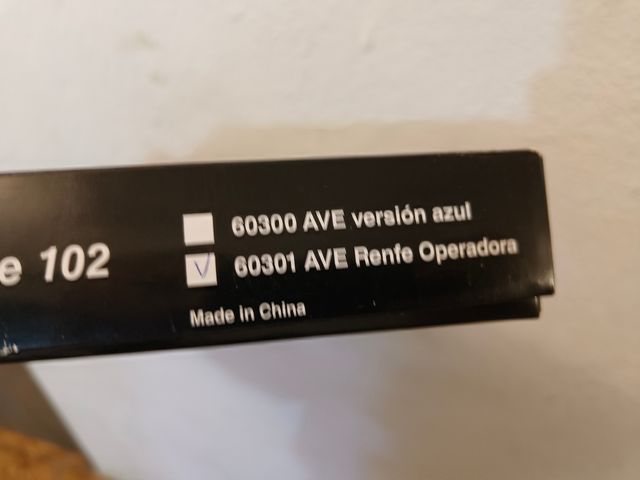 e 102
60300 AVE versión azul
60301 AVE Renfe Operadora
Made in China